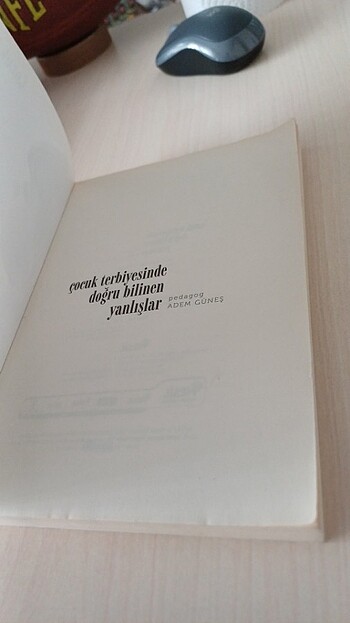 çocuk terbiyesinde
doğru bilinen
yanlışlar
pedagog
ADEM GÜNEŞ